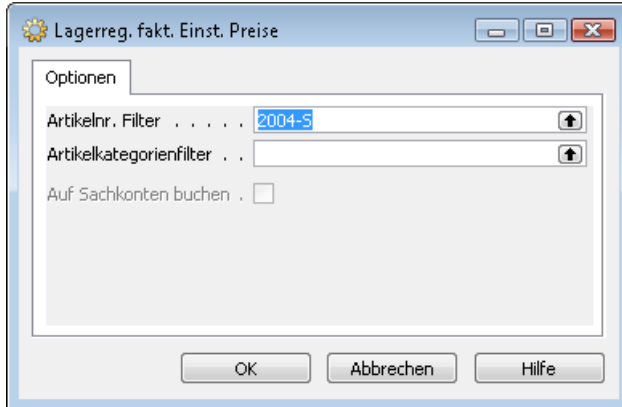 Lagerreg. fakt. Einst. Preise
Optionen
Artikelnr. Filter . . . . . 2004-S
Artikelkategorienfilter . .
Auf Sachkonten buchen .
OK Abbrechen Hilfe